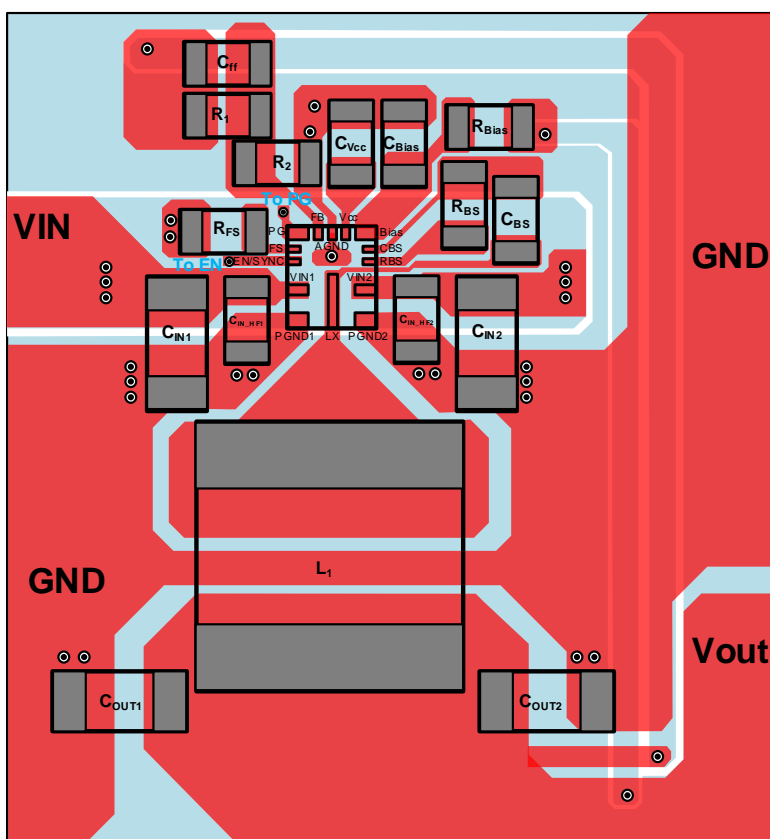 Cff
R1
R2
CVcc
CBias
RBias
To PG
RBS
CBS
VIN
RFS
PG
FB
Vcc
Bias
AGND
GND
FS
CBS
To EN
EN/SYNC
RBS
VIN1
VIN2
CIN1
CIN_HF1
CIN_HF2
CIN2
PGND1
LX
PGND2
L1
GND
Vout
COUT1
COUT2